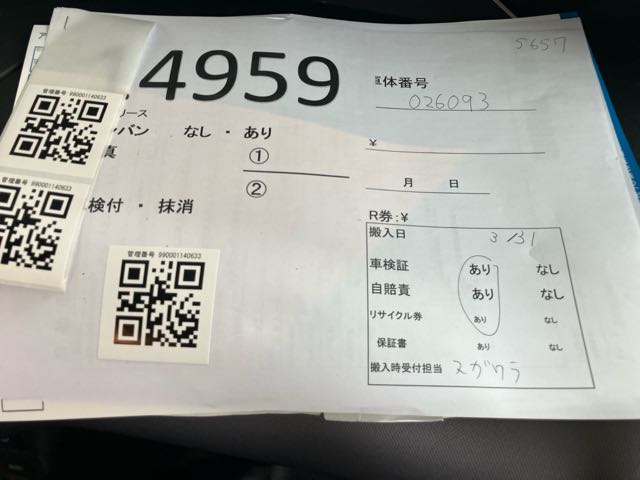 5657
4959
車体番号
026093
リース
バン なし ・ あり
真 ①
②
¥
月 日
検付 ・ 抹消
R券：¥
搬入日 3/31
車検証 あり なし
自賠責 あり なし
リサイクル券 あり なし
保証書 あり なし
搬入時受付担当 スガワラ
管理番号 990001140633
管理番号 990001140633
管理番号 990001140633